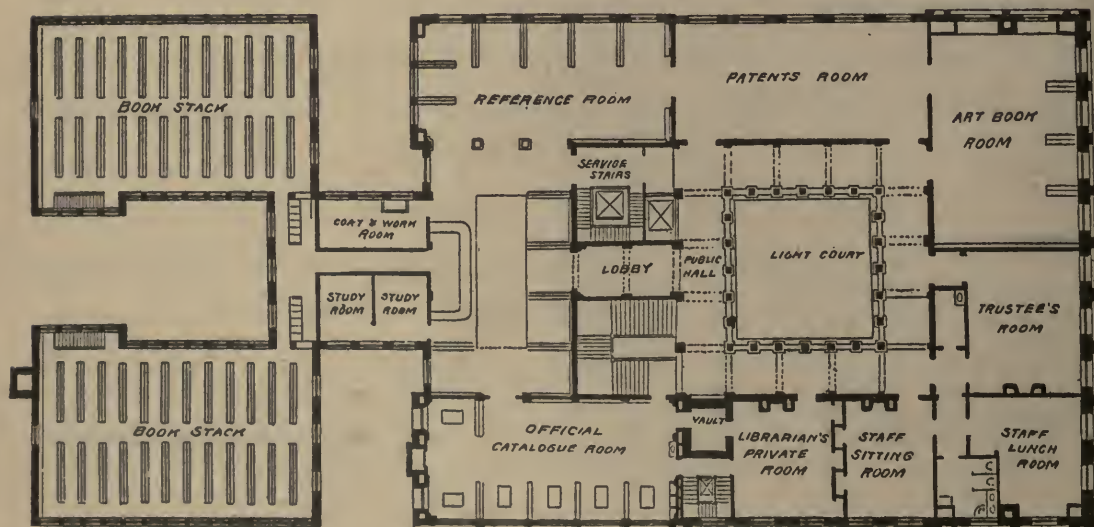 BOOK STACK
REFERENCE ROOM
PATENTS ROOM
ART BOOK
ROOM
SERVICE
STAIRS
COAT & WORK
ROOM
LOBBY
PUBLIC
HALL
LIGHT COURT
STUDY
ROOM
STUDY
ROOM
TRUSTEE'S
ROOM
BOOK STACK
OFFICIAL
CATALOGUE ROOM
VAULT
LIBRARIAN'S
PRIVATE
ROOM
STAFF
SITTING
ROOM
STAFF
LUNCH
ROOM